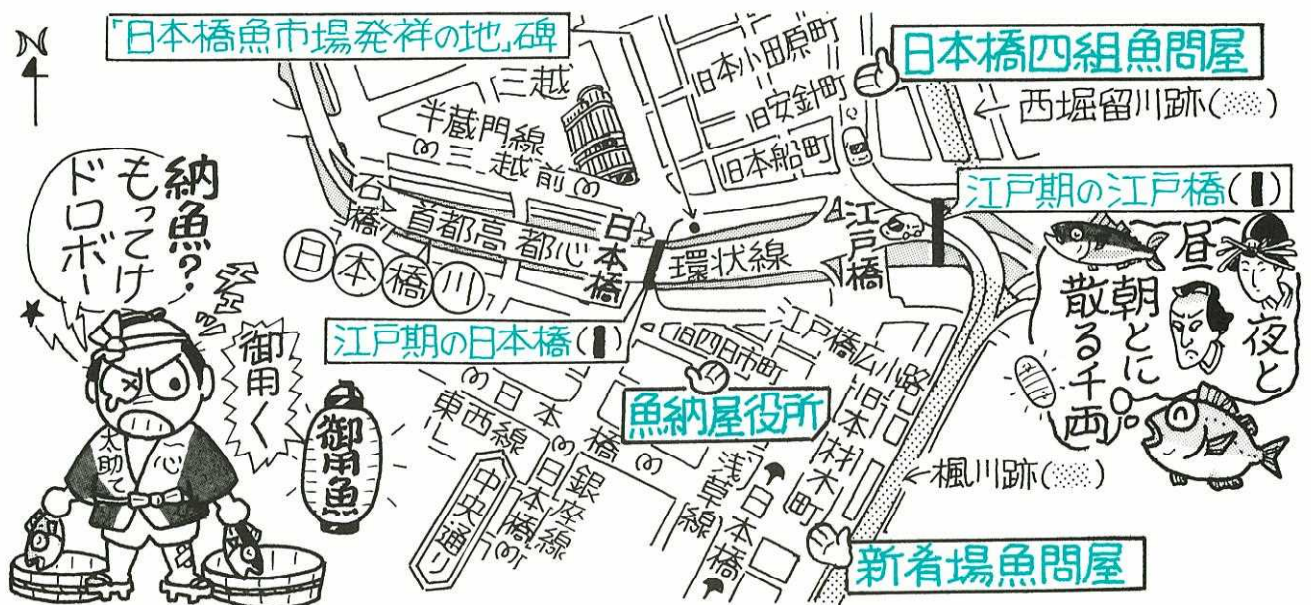 N
「日本橋魚市場発祥の地」碑
日本橋四組魚問屋
←西堀留川跡( )
三越
旧本小田原町
旧安針町
旧本船町
半蔵門線
三越前
江戸期の江戸橋( )
一石橋
首都高都心
環状線
日本橋
江戸橋
日本橋川
江戸期の日本橋( )
江戸橋広小路
旧四日市町
魚納屋役所
旧本材木町
東西線
日本橋
銀座線
日本橋
中央通り
浅草線
日本橋
←楓川跡( )
新肴場魚問屋
納魚?
もってけ
ドロボー
チェッ
御用く
御用魚
一心
太助
昼
夜と
朝とに
散る千両